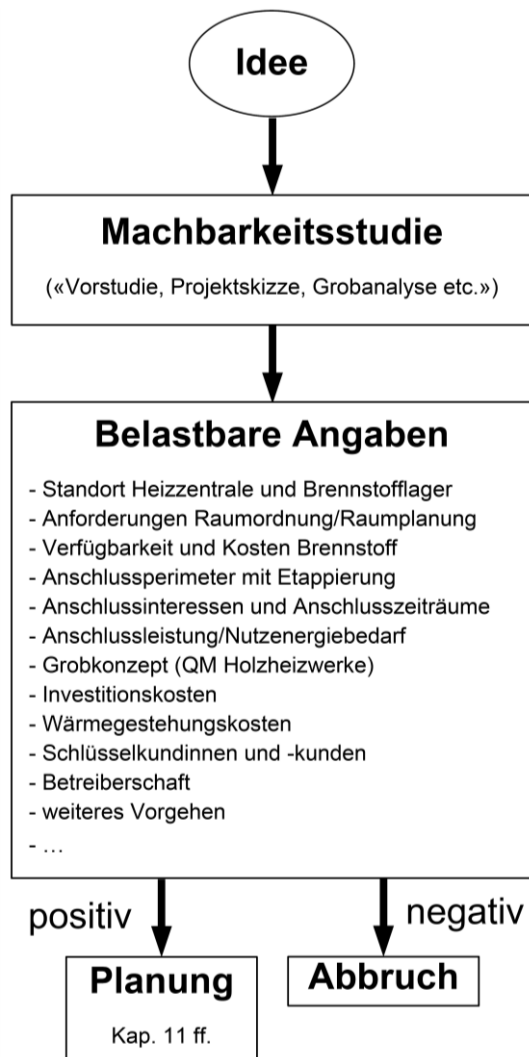 Idee
Machbarkeitsstudie
(«Vorstudie, Projektskizze, Grobanalyse etc.»)
Belastbare Angaben
- Standort Heizzentrale und Brennstofflager
- Anforderungen Raumordnung/Raumplanung
- Verfügbarkeit und Kosten Brennstoff
- Anschlussperimeter mit Etappierung
- Anschlussinteressen und Anschlusszeiträume
- Anschlussleistung/Nutzenergiebedarf
- Grobkonzept (QM Holzheizwerke)
- Investitionskosten
- Wärmegestehungskosten
- Schlüsselkundinnen und -kunden
- Betreiberschaft
- weiteres Vorgehen
- …
positiv
negativ
Planung
Kap. 11 ff.
Abbruch